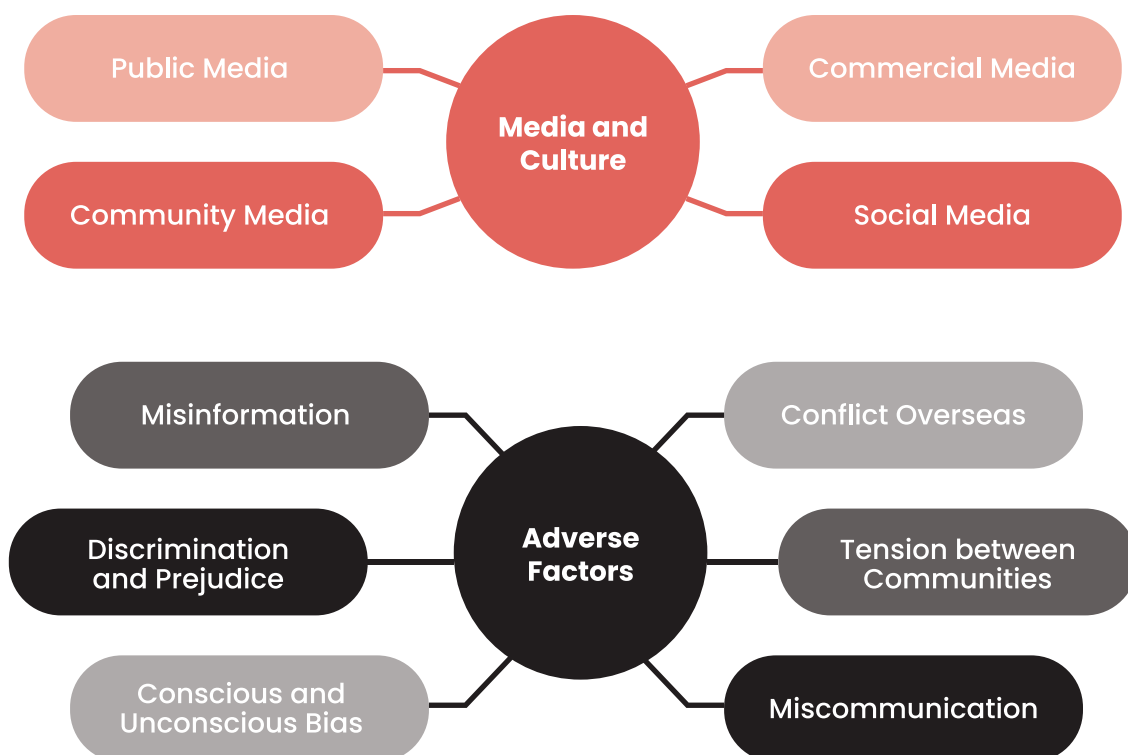 Public Media
Commercial Media
Media and
Culture
Community Media
Social Media
Misinformation
Conflict Overseas
Adverse
Factors
Discrimination
and Prejudice
Tension between
Communities
Conscious and
Unconscious Bias
Miscommunication